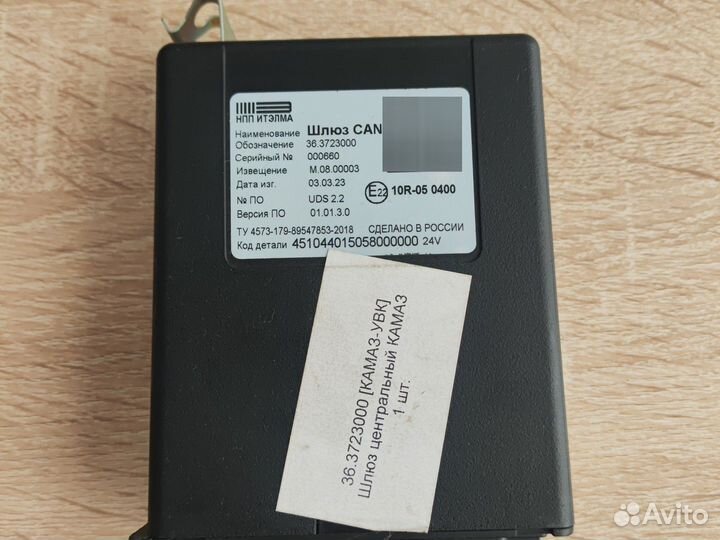 НПП ИТЭЛМА
Наименование Шлюз CAN
Обозначение 36.3723000
Серийный № 000660
Извещение М.08.00003
Дата изг. 03.03.23
№ ПО UDS 2.2
Версия ПО 01.01.3.0
E22 10R-05 0400
ТУ 4573-179-89547853-2018 СДЕЛАНО В РОССИИ
Код детали 451044015058000000 24V
36.3723000 [КАМАЗ-УВК]
Шлюз центральный КАМАЗ
1 шт.
Avito